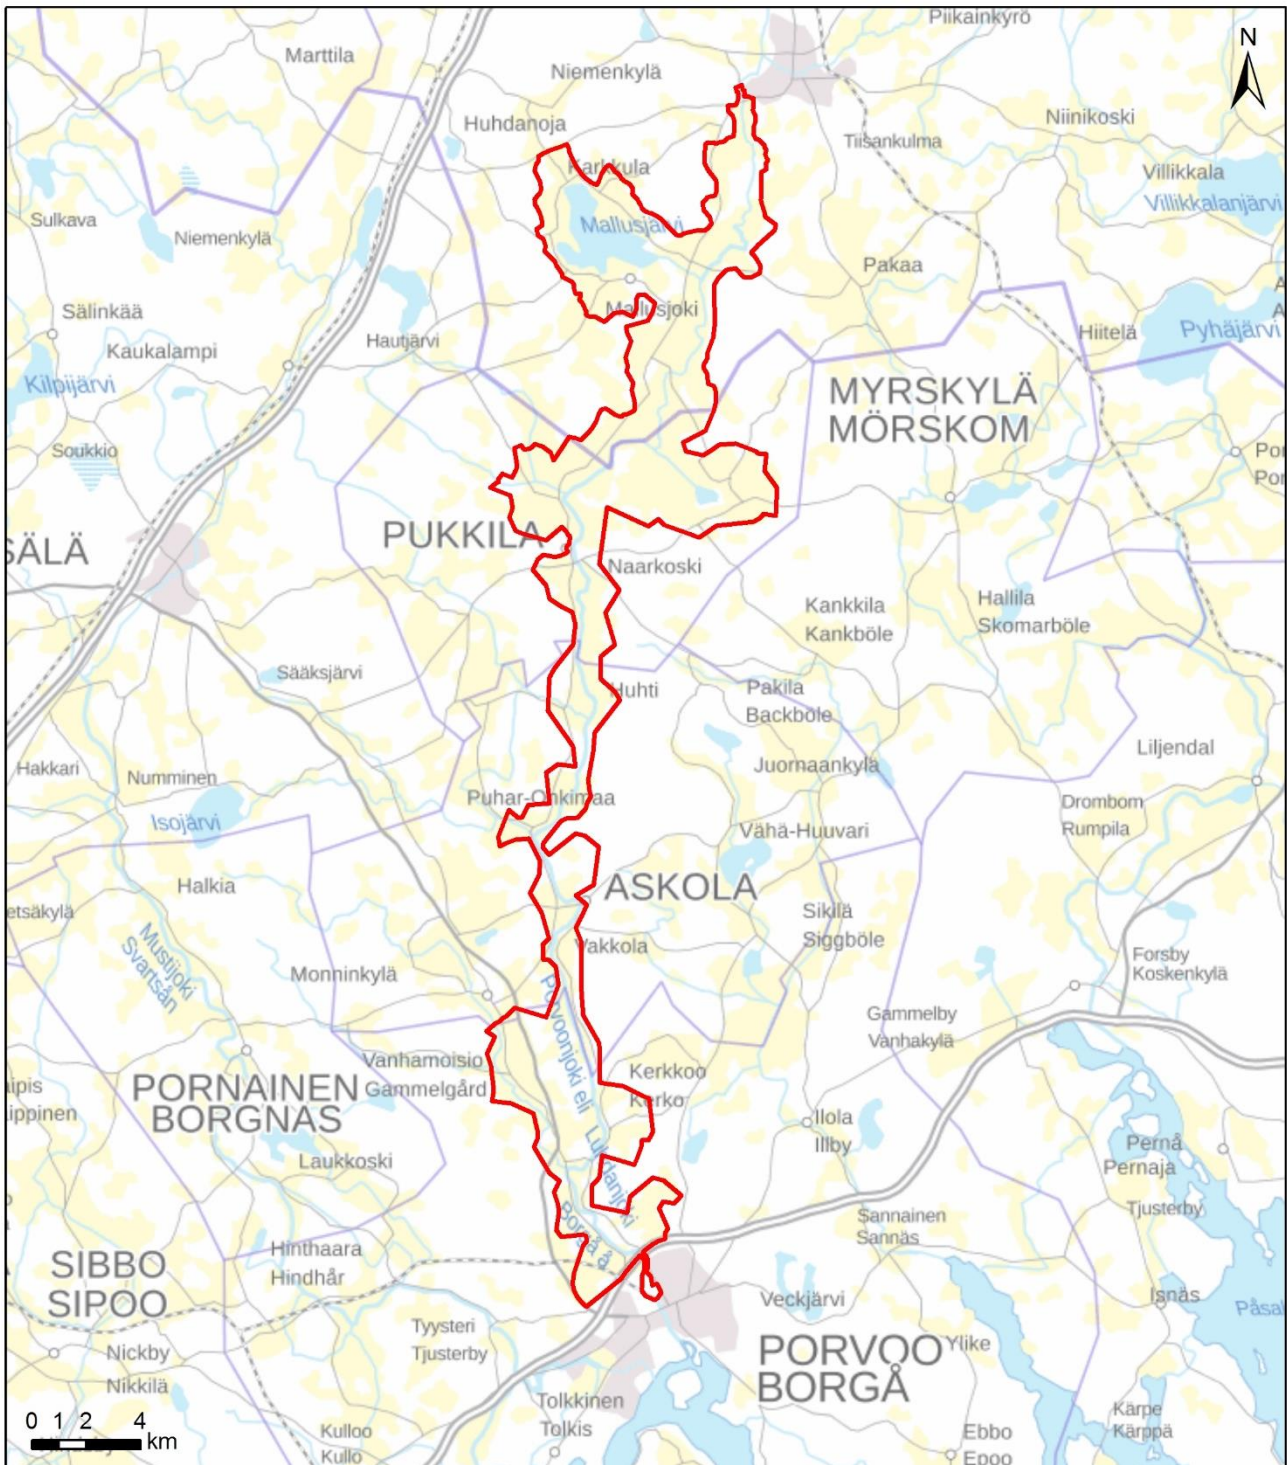 Piikainkyrö
N
Marttila
Niemenkylä
Huhdanoja
Niinikoski
Tiisankulma
Karkkula
Villikkala
Villikkalanjärvi
Sulkava
Niemenkylä
Mallusjärvi
Pakaa
Sälinkää
Mallusjoki
Hiitelä
Pyhäjärvi
Kaukalampi
Hautjärvi
Kilpijärvi
MYRSKYLÄ
MÖRSKOM
Soukkio
SÄLÄ
PUKKILA
Naarkoski
Kankkila
Kankböle
Hallila
Skomarböle
Sääksjärvi
Huhti
Pakila
Backböle
Liljendal
Hakkari
Numminen
Juornaankylä
Puhar-Onkimaa
Isojärvi
Drombom
Rumpila
Vähä-Huuvari
Halkia
ASKOLA
etsäkylä
Sikilä
Siggböle
Mustijoki
Svartsån
Vakkola
Monninkylä
Forsby
Koskenkylä
Porvoonjoki eli
Gammelby
Vanhakylä
Vanhamoisio
Gammelgård
Kerkkoo
Kerko
aipis
ippinen
PORNAINEN
BORGNÄS
Ilola
Illby
Pernå
Pernaja
Laukkoski
Tjusterby
Borgå å
Sannainen
Sannäs
SIBBO
SIPOO
Hinthaara
Hindhår
Isnäs
Veckjärvi
Tyysteri
Tjusterby
PORVOO
BORGÅ
Ylike
Nickby
Nikkilä
Tolkkinen
Tolkis
Kärpe
Kärppä
0 1 2 4
km
Kulloo
Kullo
Ebbo
Epoo